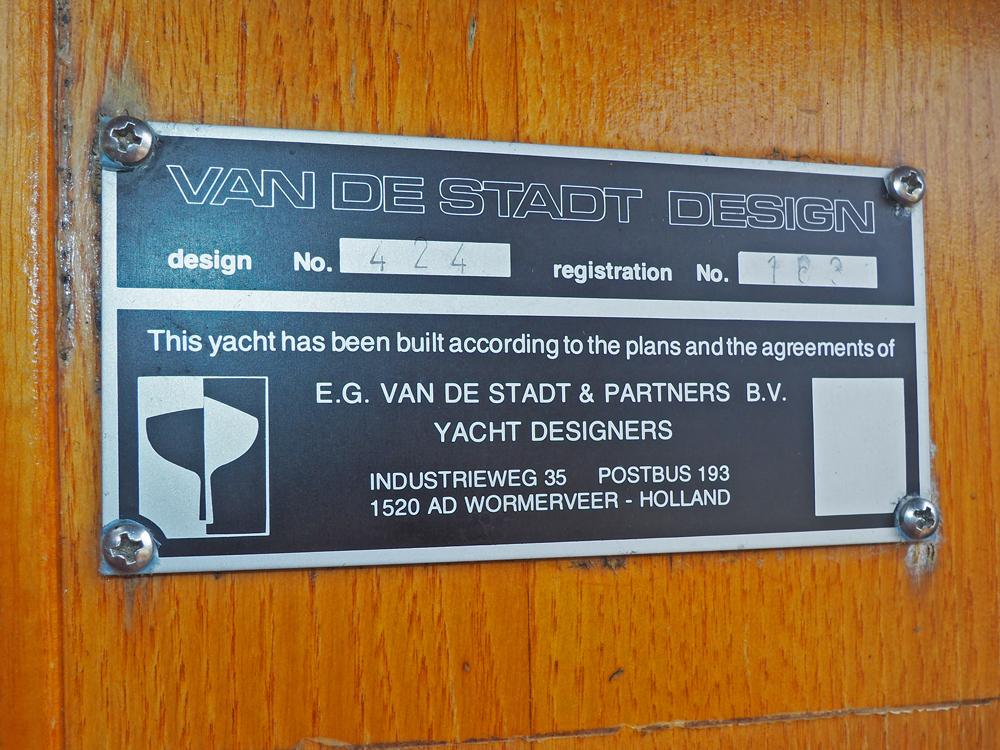 VAN DE STADT DESIGN
design No. 424 registration No.
This yacht has been built according to the plans and the agreements of
E.G. VAN DE STADT & PARTNERS B.V.
YACHT DESIGNERS
INDUSTRIEWEG 35 POSTBUS 193
1520 AD WORMERVEER - HOLLAND